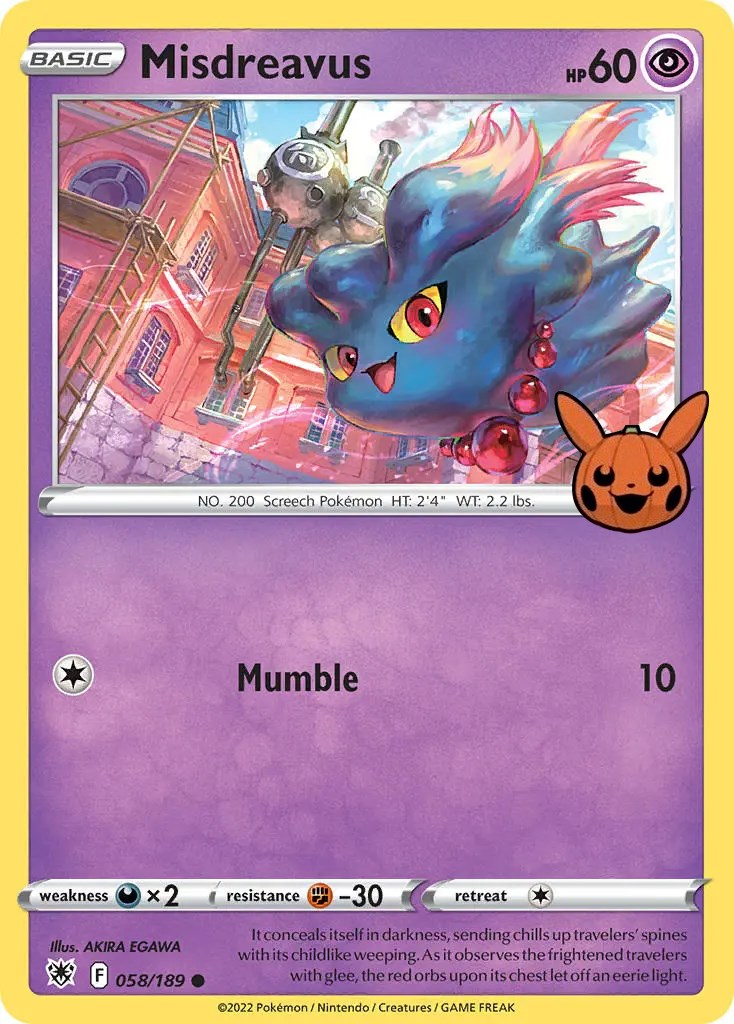 BASIC Misdreavus HP60
NO. 200 Screech Pokémon HT: 2'4" WT: 2.2 lbs.
Mumble 10
weakness ×2 resistance -30 retreat
Illus. AKIRA EGAWA
It conceals itself in darkness, sending chills up travelers' spines
with its childlike weeping. As it observes the frightened travelers
with glee, the red orbs upon its chest let off an eerie light.
F 058/189
©2022 Pokémon / Nintendo / Creatures / GAME FREAK